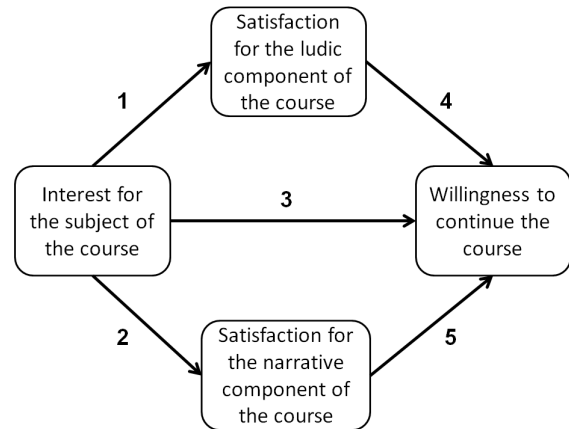 Satisfaction
for the ludic
component of
the course
1
4
Interest for
the subject of
the course
3
Willingness to
continue the
course
2
5
Satisfaction for
the narrative
component of
the course